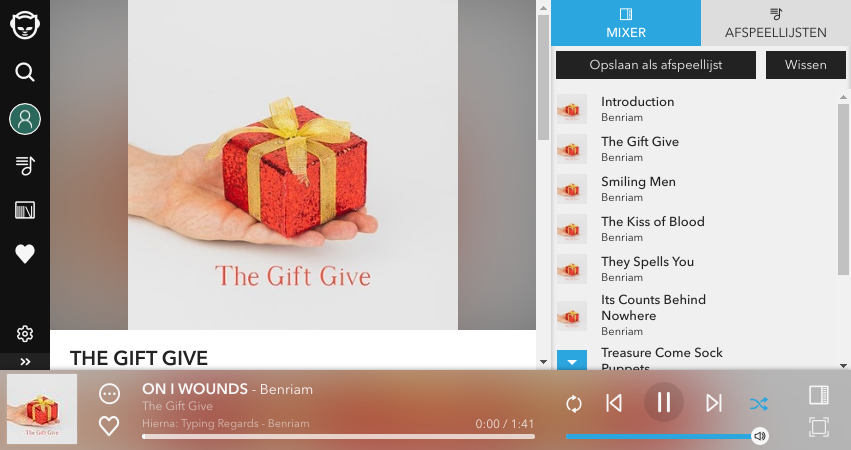 The Gift Give
THE GIFT GIVE
MIXER
AFSPEELLIJSTEN
Opslaan als afspeellijst
Wissen
Introduction
Benriam
The Gift Give
Benriam
Smiling Men
Benriam
The Kiss of Blood
Benriam
They Spells You
Benriam
Its Counts Behind
Nowhere
Benriam
Treasure Come Sock
Puppets
The Gift Give
ON I WOUNDS - Benriam
The Gift Give
Hierna: Typing Regards - Benriam
0:00 / 1:41